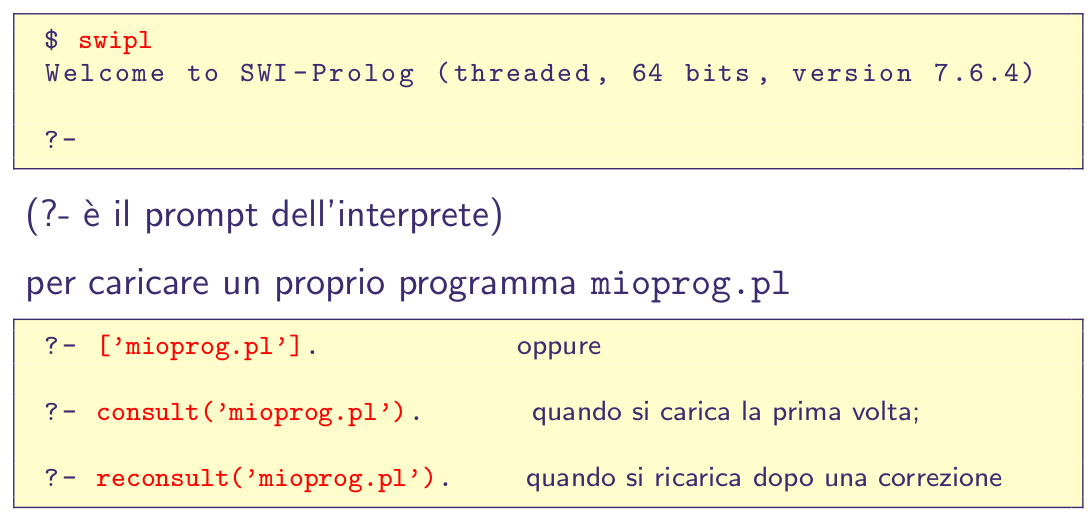 $ swipl
Welcome to SWI-Prolog (threaded, 64 bits, version 7.6.4)
?-
(?- è il prompt dell'interprete)
per caricare un proprio programma mioprog.pl
?- ['mioprog.pl']. oppure
?- consult('mioprog.pl'). quando si carica la prima volta;
?- reconsult('mioprog.pl'). quando si ricarica dopo una correzione